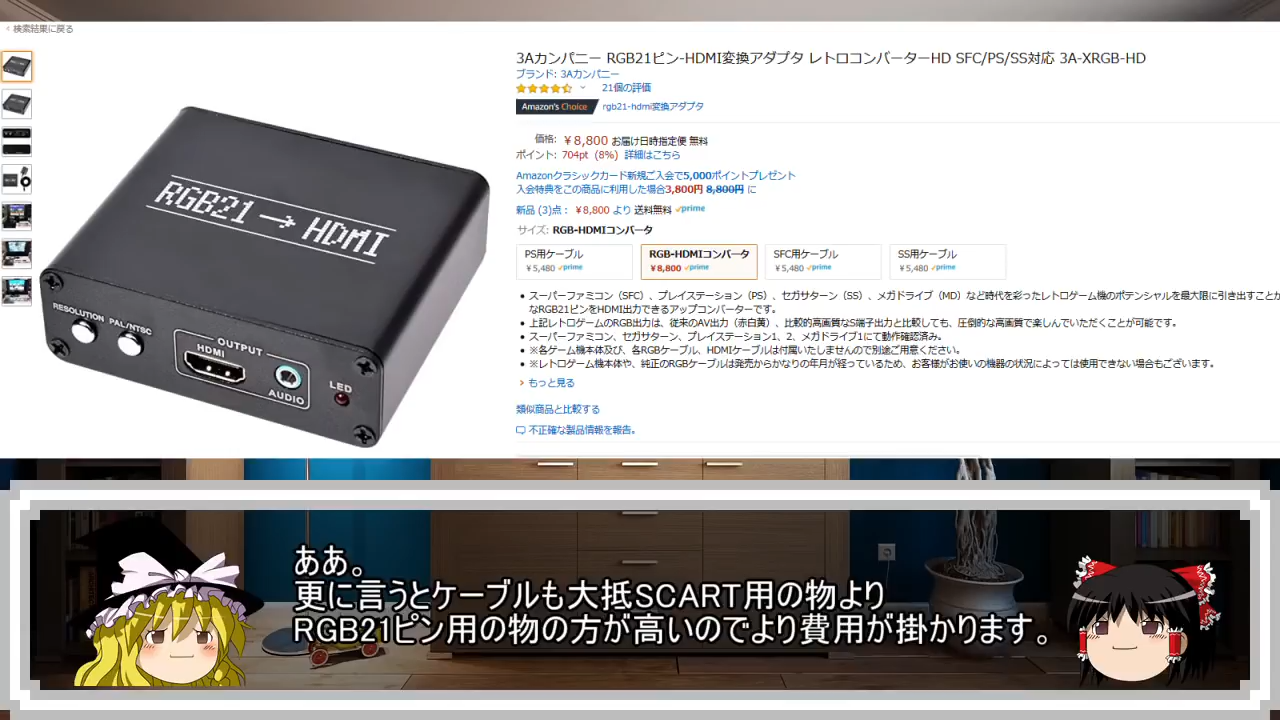 ‹ 検索結果に戻る
3Aカンパニー RGB21ピン-HDMI変換アダプタ レトロコンバーターHD SFC/PS/SS対応 3A-XRGB-HD
ブランド: 3Aカンパニー
21個の評価
Amazon's Choice rgb21-hdmi変換アダプタ
価格: ￥8,800 お届け日時指定便 無料
ポイント: 704pt (8%) 詳細はこちら
Amazonクラシックカード新規ご入会で5,000ポイントプレゼント
入会特典をこの商品に利用した場合3,800円 8,800円 に
新品 (3)点： ￥8,800 より 送料無料 prime
サイズ: RGB-HDMIコンバータ
PS用ケーブル
￥5,480 prime
RGB-HDMIコンバータ
￥8,800 prime
SFC用ケーブル
￥5,480 prime
SS用ケーブル
￥5,480 prime
• スーパーファミコン（SFC）、プレイステーション（PS）、セガサターン（SS）、メガドライブ（MD）など時代を彩ったレトロゲーム機のポテンシャルを最大限に引き出すことか
なRGB21ピンをHDMI出力できるアップコンバーターです。
• 上記レトロゲームのRGB出力は、従来のAV出力（赤白黄）、比較的高画質なS端子出力と比較しても、圧倒的な高画質で楽しんでいただくことが可能です。
• スーパーファミコン、セガサターン、プレイステーション1、2、メガドライブ1にて動作確認済み。
• ※各ゲーム機本体及び、各RGBケーブル、HDMIケーブルは付属いたしませんので別途ご用意ください。
• ※レトロゲーム機本体や、純正のRGBケーブルは発売からかなりの年月が経っているため、お客様がお使いの機器の状況によっては使用できない場合もございます。
› もっと見る
類似商品と比較する
不正確な製品情報を報告。
RGB21→HDMI
RESOLUTION PAL/NTSC
OUTPUT
HDMI
AUDIO
LED
ああ。
更に言うとケーブルも大抵SCART用の物より
RGB21ピン用の物の方が高いのでより費用が掛かります。